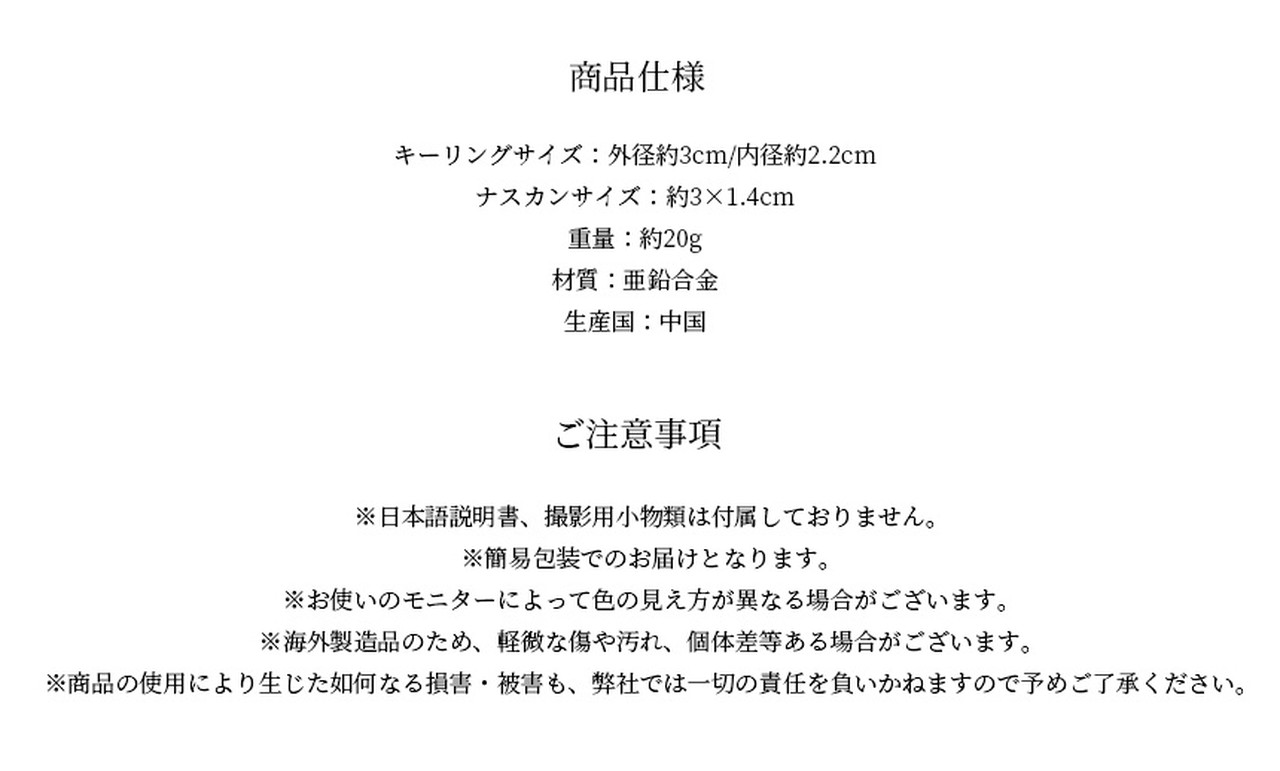 商品仕様
キーリングサイズ：外径約3cm/内径約2.2cm
ナスカンサイズ：約3×1.4cm
重量：約20g
材質：亜鉛合金
生産国：中国
ご注意事項
※日本語説明書、撮影用小物類は付属しておりません。
※簡易包装でのお届けとなります。
※お使いのモニターによって色の見え方が異なる場合がございます。
※海外製造品のため、軽微な傷や汚れ、個体差等ある場合がございます。
※商品の使用により生じた如何なる損害・被害も、弊社では一切の責任を負いかねますので予めご了承ください。